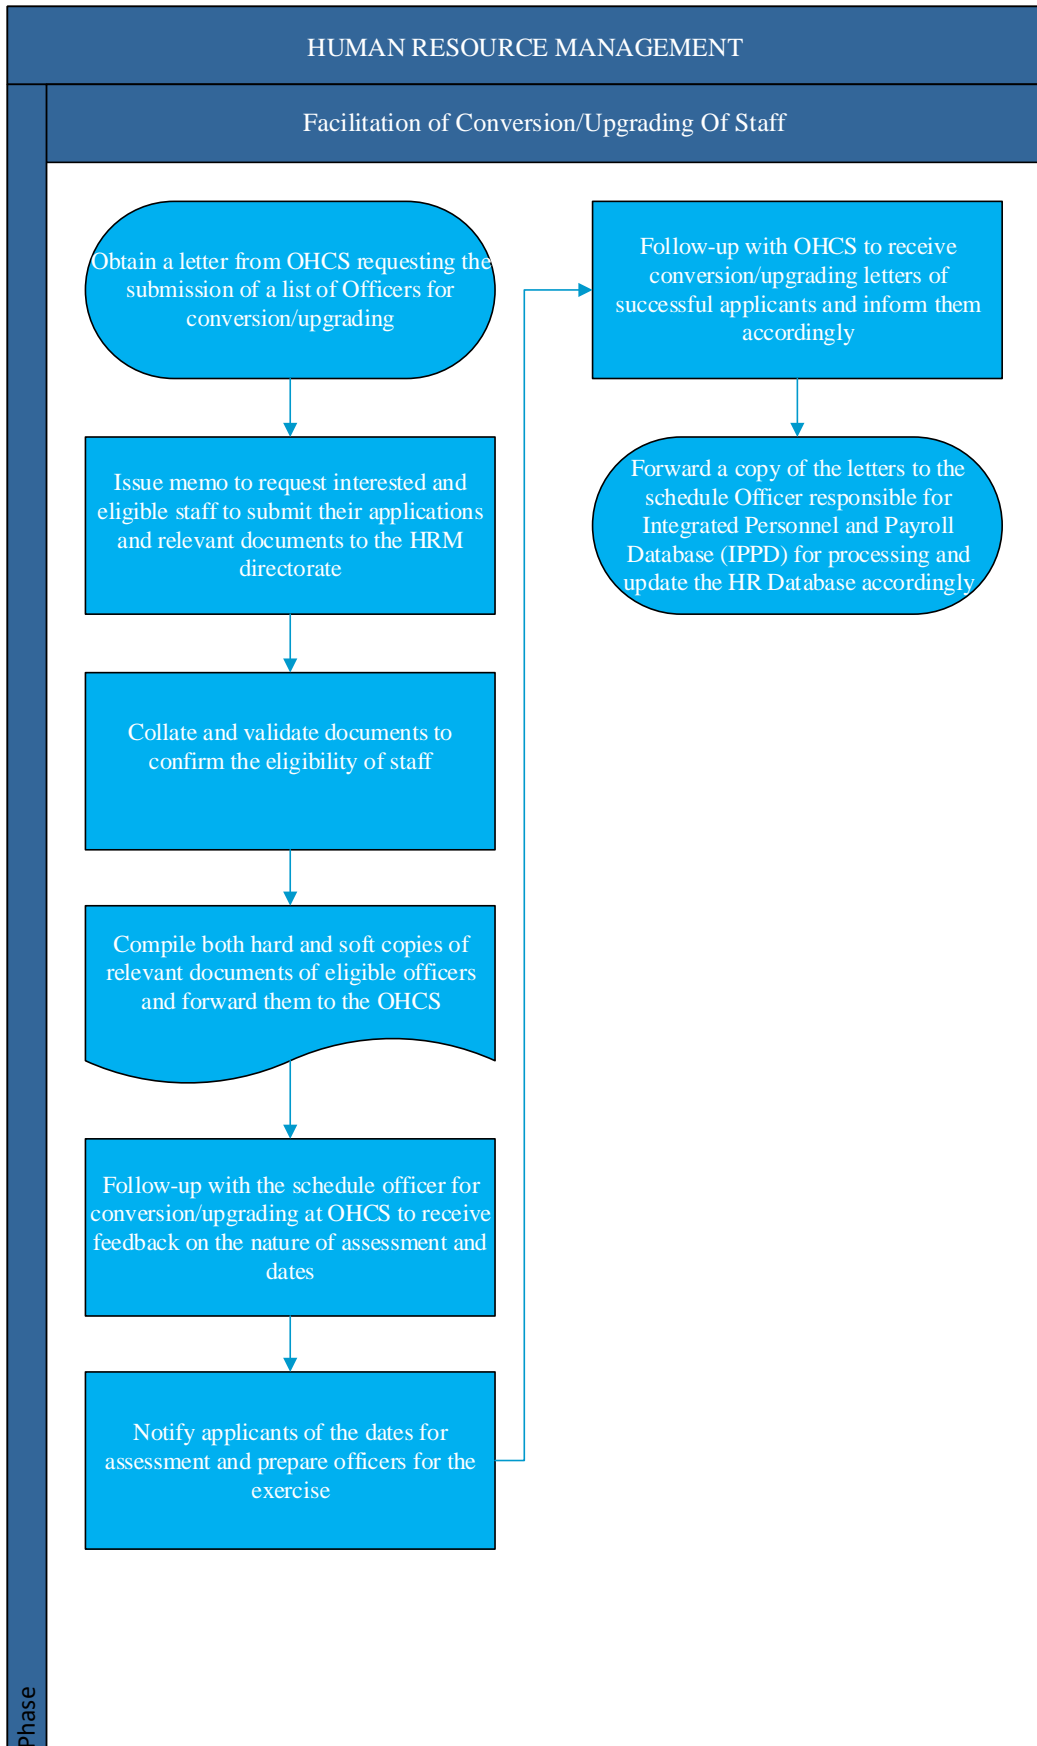 HUMAN RESOURCE MANAGEMENT
Facilitation of Conversion/Upgrading Of Staff
Obtain a letter from OHCS requesting the
submission of a list of Officers for
conversion/upgrading
Issue memo to request interested and
eligible staff to submit their applications
and relevant documents to the HRM
directorate
Collate and validate documents to
confirm the eligibility of staff
Compile both hard and soft copies of
relevant documents of eligible officers
and forward them to the OHCS
Follow-up with the schedule officer for
conversion/upgrading at OHCS to receive
feedback on the nature of assessment and
dates
Notify applicants of the dates for
assessment and prepare officers for the
exercise
Follow-up with OHCS to receive
conversion/upgrading letters of
successful applicants and inform them
accordingly
Forward a copy of the letters to the
schedule Officer responsible for
Integrated Personnel and Payroll
Database (IPPD) for processing and
update the HR Database accordingly
Phase